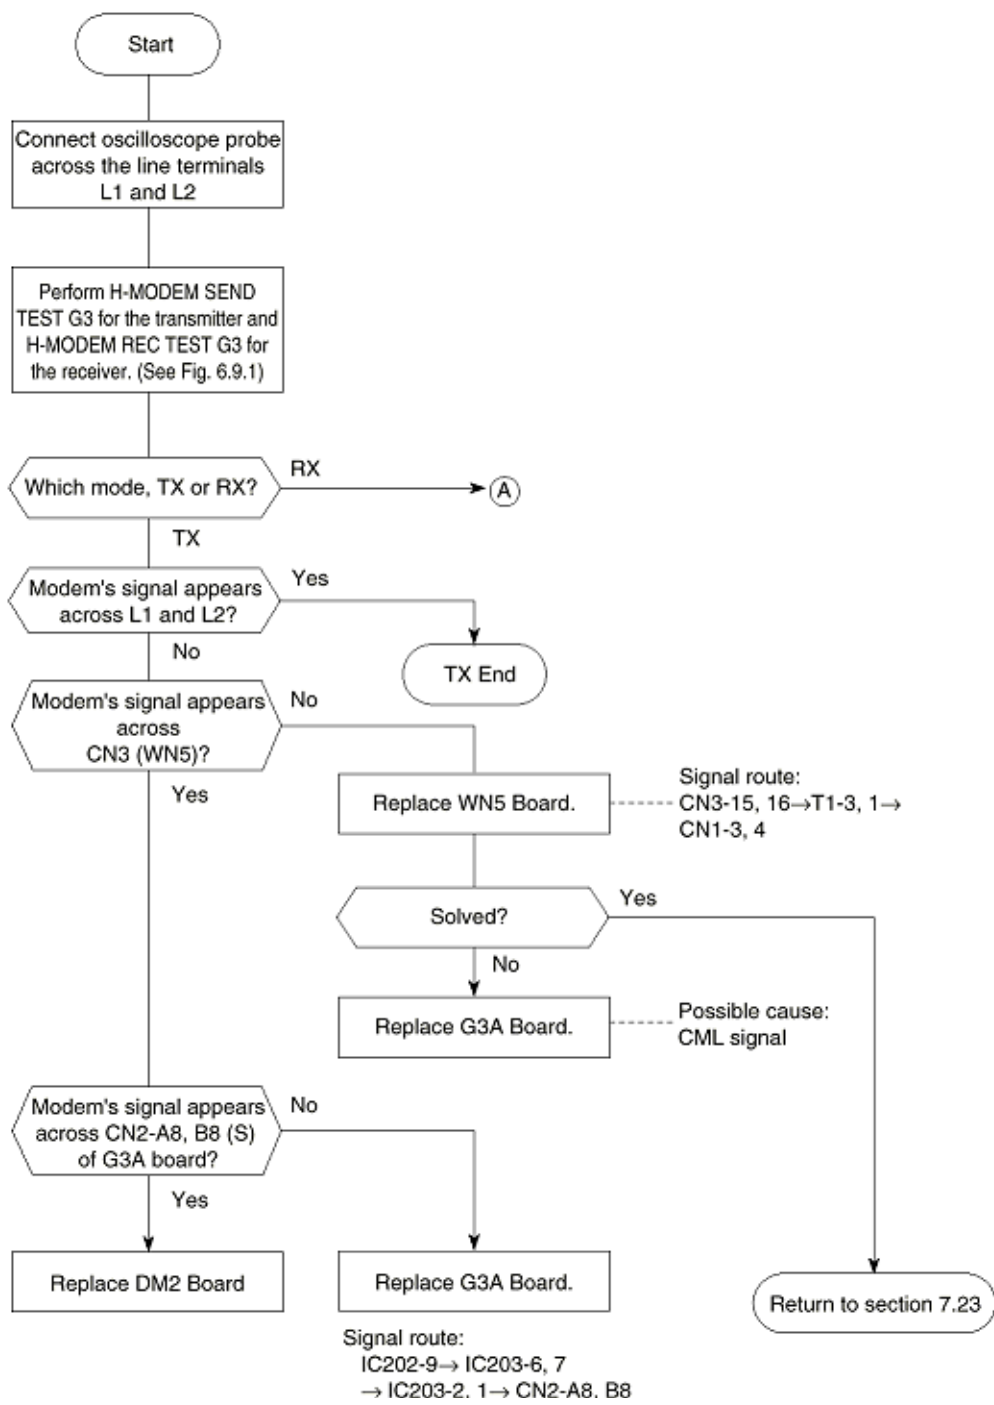 Start
Connect oscilloscope probe
across the line terminals
L1 and L2
Perform H-MODEM SEND
TEST G3 for the transmitter and
H-MODEM REC TEST G3 for
the receiver. (See Fig. 6.9.1)
Which mode, TX or RX?
RX
A
TX
Modem's signal appears
across L1 and L2?
Yes
TX End
No
Modem's signal appears
across
CN3 (WN5)?
No
Yes
Replace WN5 Board.
Signal route:
CN3-15, 16→T1-3, 1→
CN1-3, 4
Solved?
Yes
No
Replace G3A Board.
Possible cause:
CML signal
Modem's signal appears
across CN2-A8, B8 (S)
of G3A board?
No
Yes
Replace DM2 Board
Replace G3A Board.
Return to section 7.23
Signal route:
IC202-9→ IC203-6, 7
→ IC203-2, 1→ CN2-A8, B8